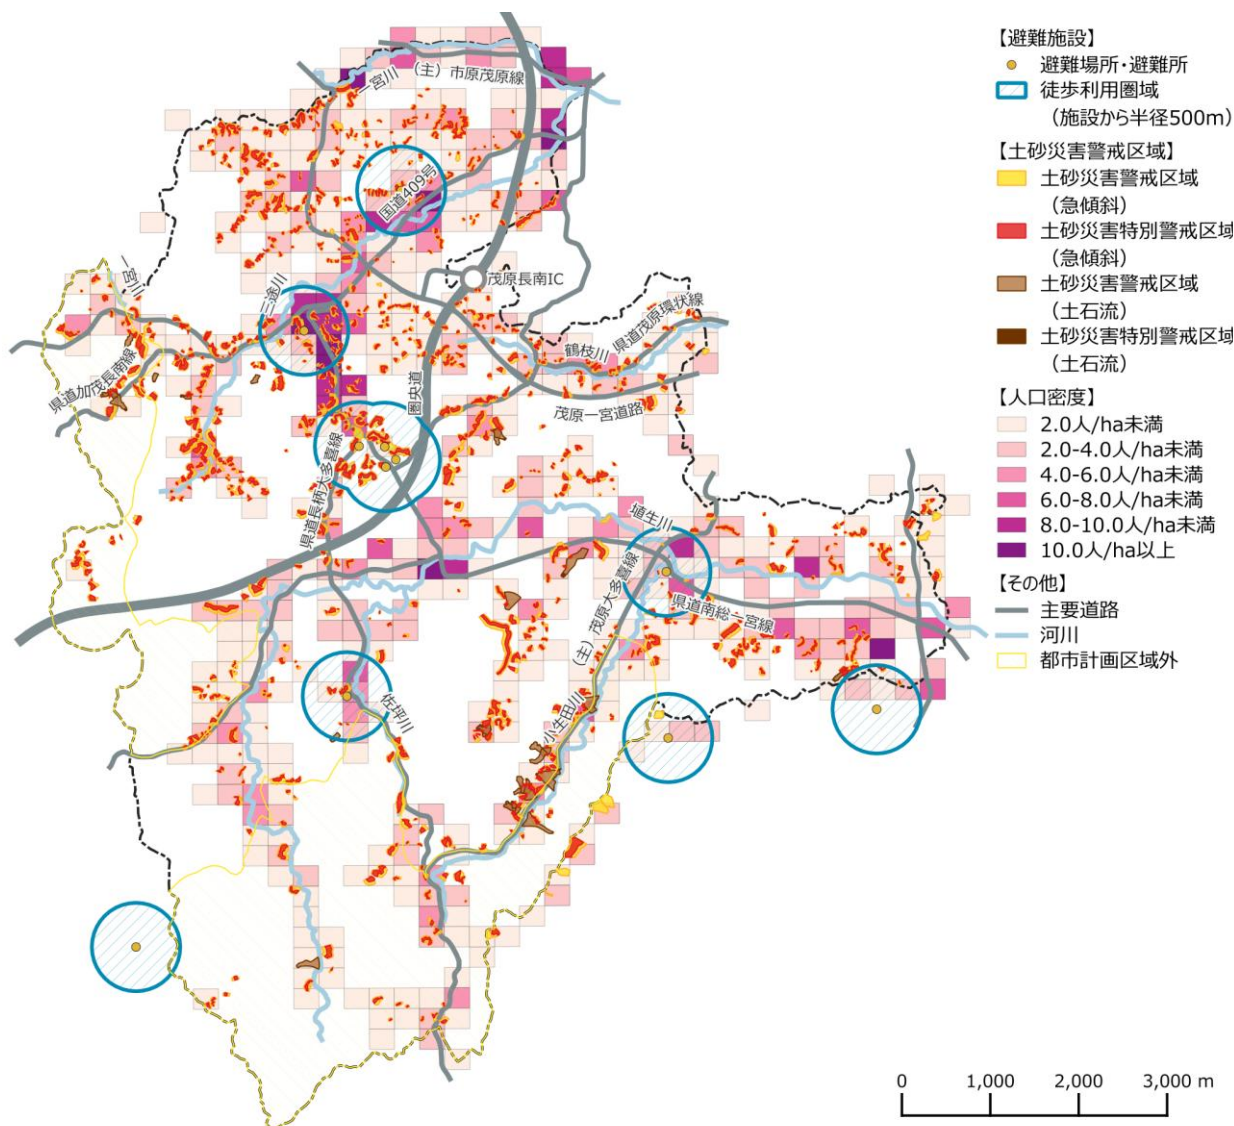 【避難施設】
避難場所・避難所
徒歩利用圏域
(施設から半径500m)
【土砂災害警戒区域】
土砂災害警戒区域
(急傾斜)
土砂災害特別警戒区域
(急傾斜)
土砂災害警戒区域
(土石流)
土砂災害特別警戒区域
(土石流)
【人口密度】
2.0人/ha未満
2.0-4.0人/ha未満
4.0-6.0人/ha未満
6.0-8.0人/ha未満
8.0-10.0人/ha未満
10.0人/ha以上
【その他】
主要道路
河川
都市計画区域外
一宮川
(主)市原茂原線
国道409号
一宮川
三途川
茂原長南IC
県道茂原環状線
鶴枝川
県道加茂長南線
圏央道
茂原一宮道路
県道長柄大多喜線
埴生川
(主)茂原大多喜線
県道南総一宮線
佐坪川
小生田川
0 1,000 2,000 3,000 m